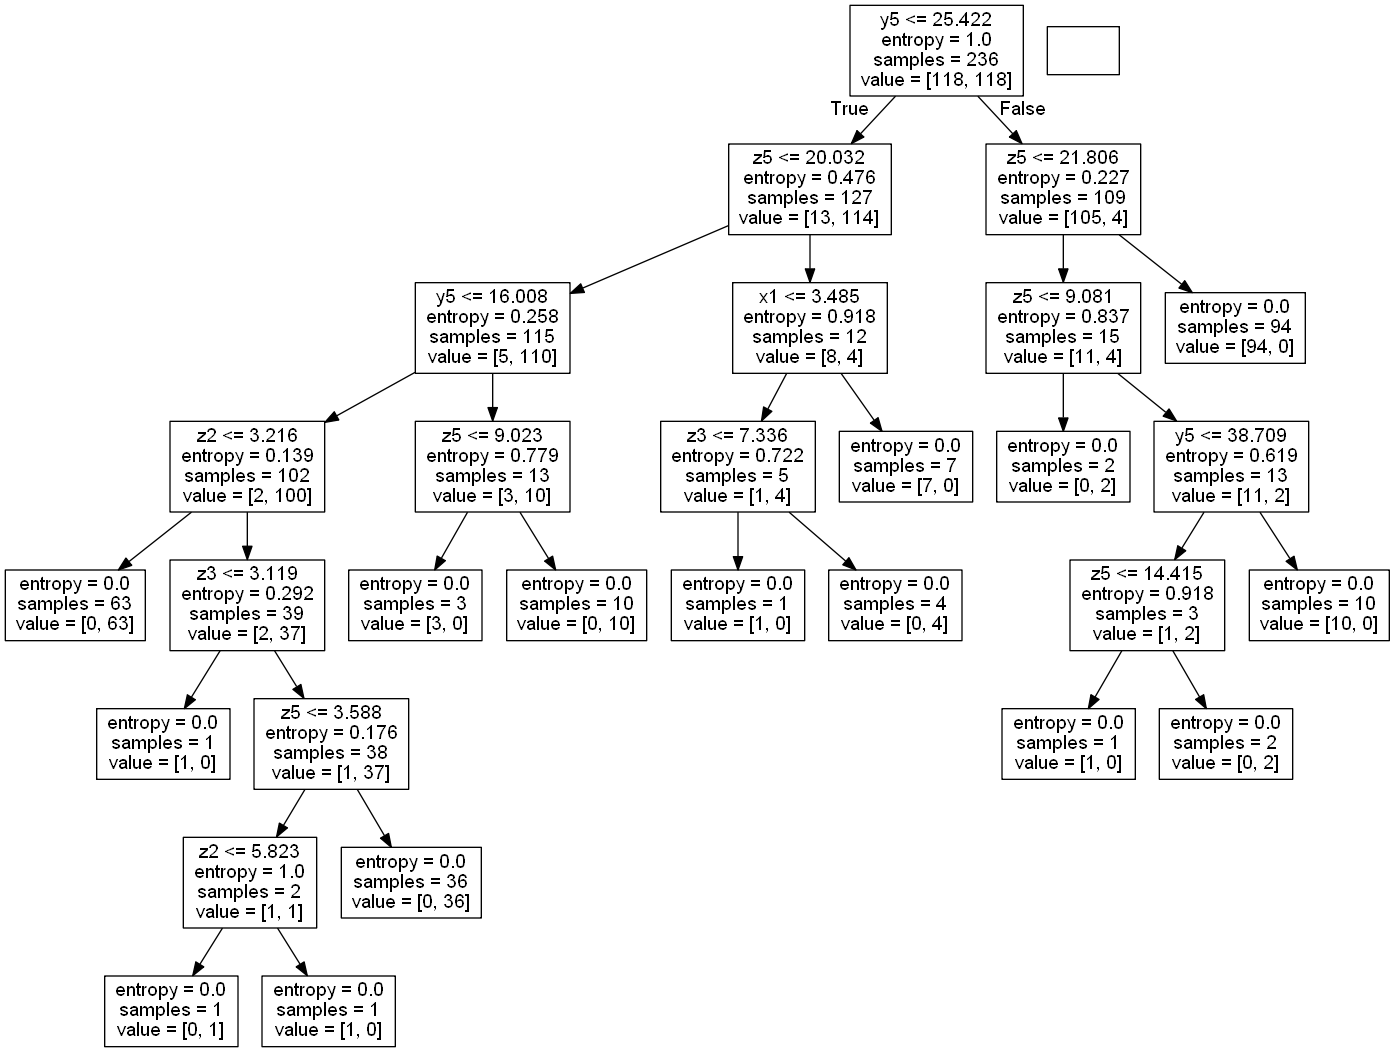 y5 <= 25.422
entropy = 1.0
samples = 236
value = [118, 118]
True
False
z5 <= 20.032
entropy = 0.476
samples = 127
value = [13, 114]
z5 <= 21.806
entropy = 0.227
samples = 109
value = [105, 4]
y5 <= 16.008
entropy = 0.258
samples = 115
value = [5, 110]
x1 <= 3.485
entropy = 0.918
samples = 12
value = [8, 4]
z5 <= 9.081
entropy = 0.837
samples = 15
value = [11, 4]
entropy = 0.0
samples = 94
value = [94, 0]
z2 <= 3.216
entropy = 0.139
samples = 102
value = [2, 100]
z5 <= 9.023
entropy = 0.779
samples = 13
value = [3, 10]
z3 <= 7.336
entropy = 0.722
samples = 5
value = [1, 4]
entropy = 0.0
samples = 7
value = [7, 0]
entropy = 0.0
samples = 2
value = [0, 2]
y5 <= 38.709
entropy = 0.619
samples = 13
value = [11, 2]
entropy = 0.0
samples = 63
value = [0, 63]
z3 <= 3.119
entropy = 0.292
samples = 39
value = [2, 37]
entropy = 0.0
samples = 3
value = [3, 0]
entropy = 0.0
samples = 10
value = [0, 10]
entropy = 0.0
samples = 1
value = [1, 0]
entropy = 0.0
samples = 4
value = [0, 4]
z5 <= 14.415
entropy = 0.918
samples = 3
value = [1, 2]
entropy = 0.0
samples = 10
value = [10, 0]
entropy = 0.0
samples = 1
value = [1, 0]
z5 <= 3.588
entropy = 0.176
samples = 38
value = [1, 37]
entropy = 0.0
samples = 1
value = [1, 0]
entropy = 0.0
samples = 2
value = [0, 2]
z2 <= 5.823
entropy = 1.0
samples = 2
value = [1, 1]
entropy = 0.0
samples = 36
value = [0, 36]
entropy = 0.0
samples = 1
value = [0, 1]
entropy = 0.0
samples = 1
value = [1, 0]